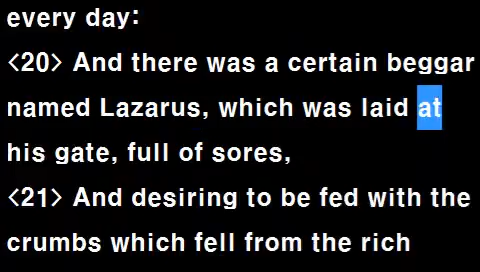 every day:
<20> And there was a certain beggar
named Lazarus, which was laid at
his gate, full of sores,
<21> And desiring to be fed with the
crumbs which fell from the rich